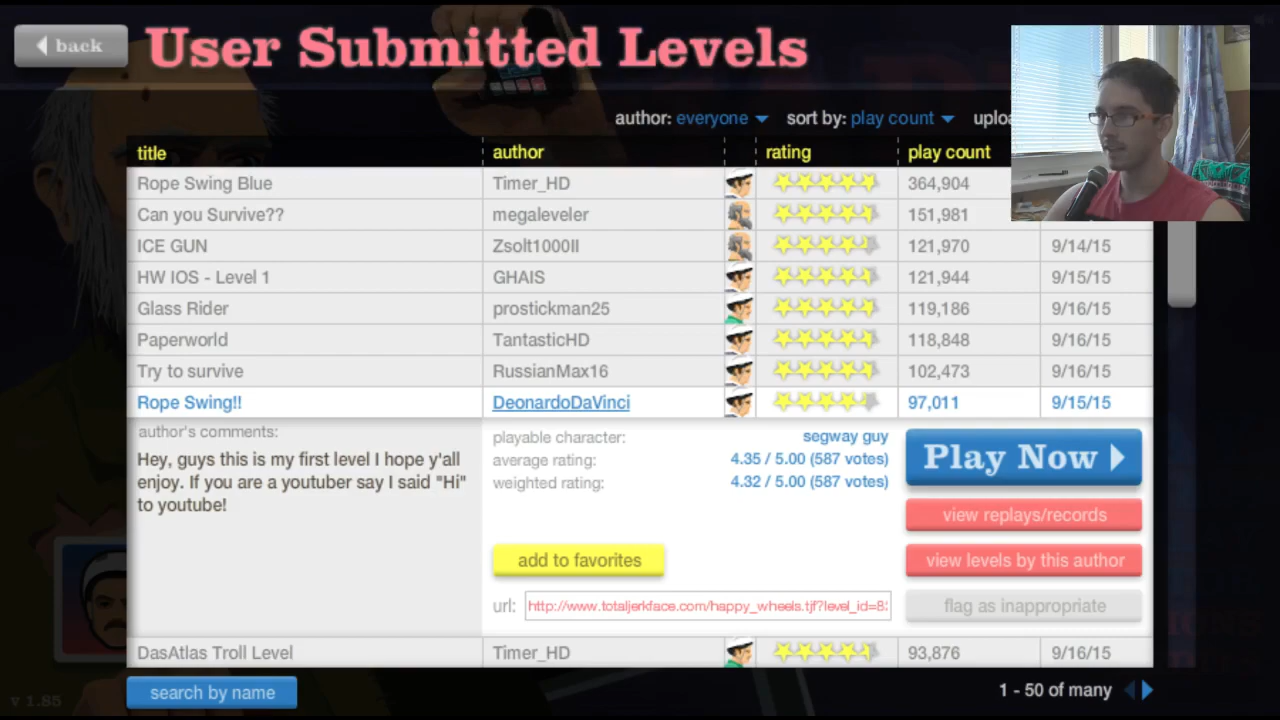 back
User Submitted Levels
author: everyone sort by: play count uplo
title author rating play count
Rope Swing Blue Timer_HD 364,904
Can you Survive?? megaleveler 151,981
ICE GUN Zsolt1000II 121,970 9/14/15
HW IOS - Level 1 GHAIS 121,944 9/15/15
Glass Rider prostickman25 119,186 9/16/15
Paperworld TantasticHD 118,848 9/16/15
Try to survive RussianMax16 102,473 9/16/15
Rope Swing!! DeonardoDaVinci 97,011 9/15/15
author's comments:
Hey, guys this is my first level I hope y'all
enjoy. If you are a youtuber say I said "Hi"
to youtube!
playable character: segway guy
average rating: 4.35 / 5.00 (587 votes)
weighted rating: 4.32 / 5.00 (587 votes)
add to favorites
url: http://www.totaljerkface.com/happy_wheels.tjf?level_id=8
Play Now
view replays/records
view levels by this author
flag as inappropriate
DasAtlas Troll Level Timer_HD 93,876 9/16/15
v 1.85
search by name
1 - 50 of many